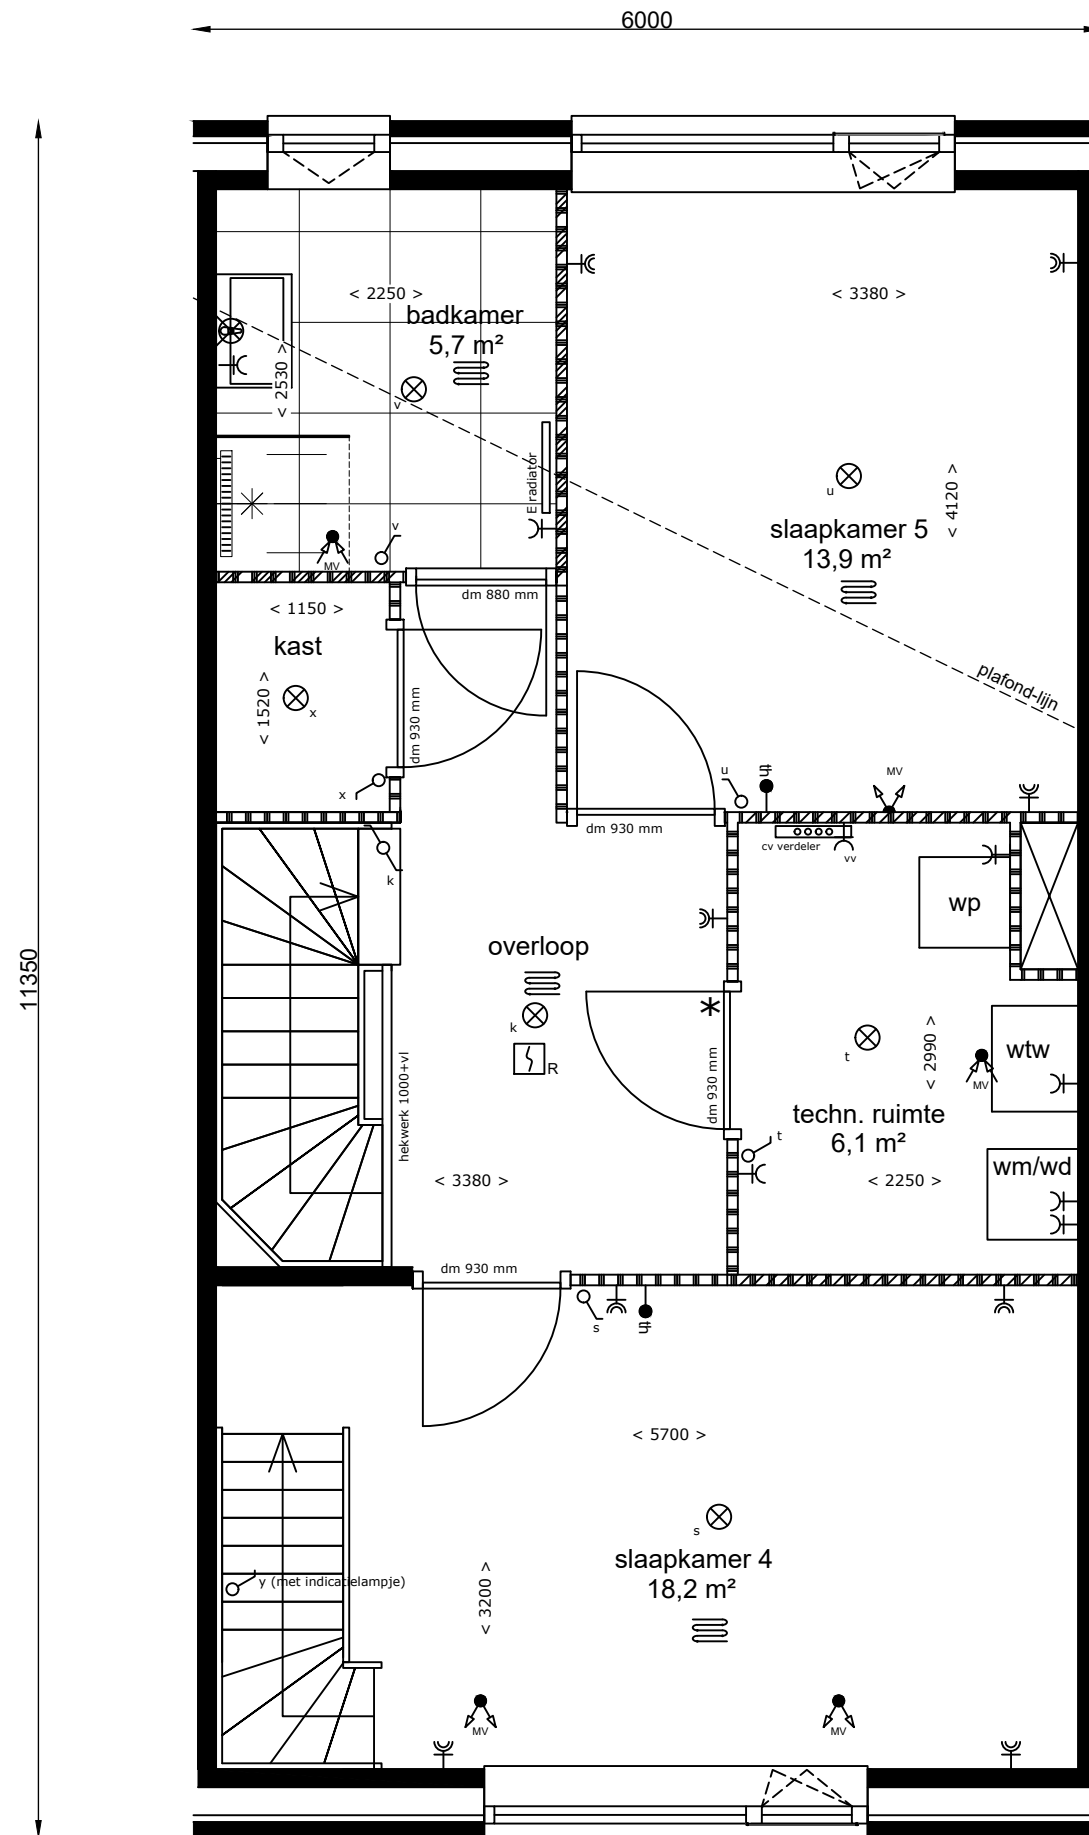 6000
11350
< 2250 >
badkamer
5,7 m²
< 2530 >
v
E radiator
v
MV
< 3380 >
u
< 4120 >
slaapkamer 5
13,9 m²
plafond-lijn
dm 880 mm
< 1150 >
kast
< 1520 >
x
dm 930 mm
x
u
th
MV
dm 930 mm
cv verdeler
vv
k
wp
overloop
k
R
hekwerk 1000+vl
dm 930 mm
t
< 2990 >
wtw
MV
techn. ruimte
6,1 m²
t
wm/wd
< 3380 >
< 2250 >
dm 930 mm
s
th
< 5700 >
s
slaapkamer 4
18,2 m²
y (met indicatielampje)
< 3200 >
MV
MV